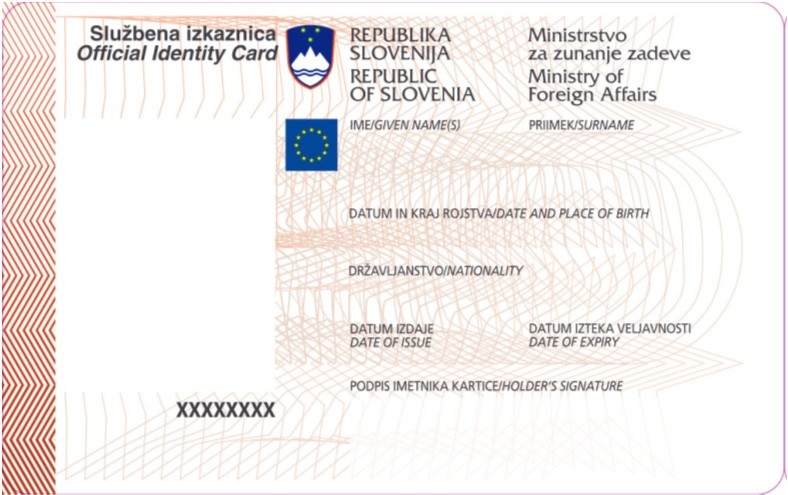 Službena izkaznica
Official Identity Card
REPUBLIKA
SLOVENIJA
REPUBLIC
OF SLOVENIA
Ministrstvo
za zunanje zadeve
Ministry of
Foreign Affairs
IME/GIVEN NAME(S)
PRIIMEK/SURNAME
DATUM IN KRAJ ROJSTVA/DATE AND PLACE OF BIRTH
DRŽAVLJANSTVO/NATIONALITY
DATUM IZDAJE
DATE OF ISSUE
DATUM IZTEKA VELJAVNOSTI
DATE OF EXPIRY
PODPIS IMETNIKA KARTICE/HOLDER'S SIGNATURE
XXXXXXXX